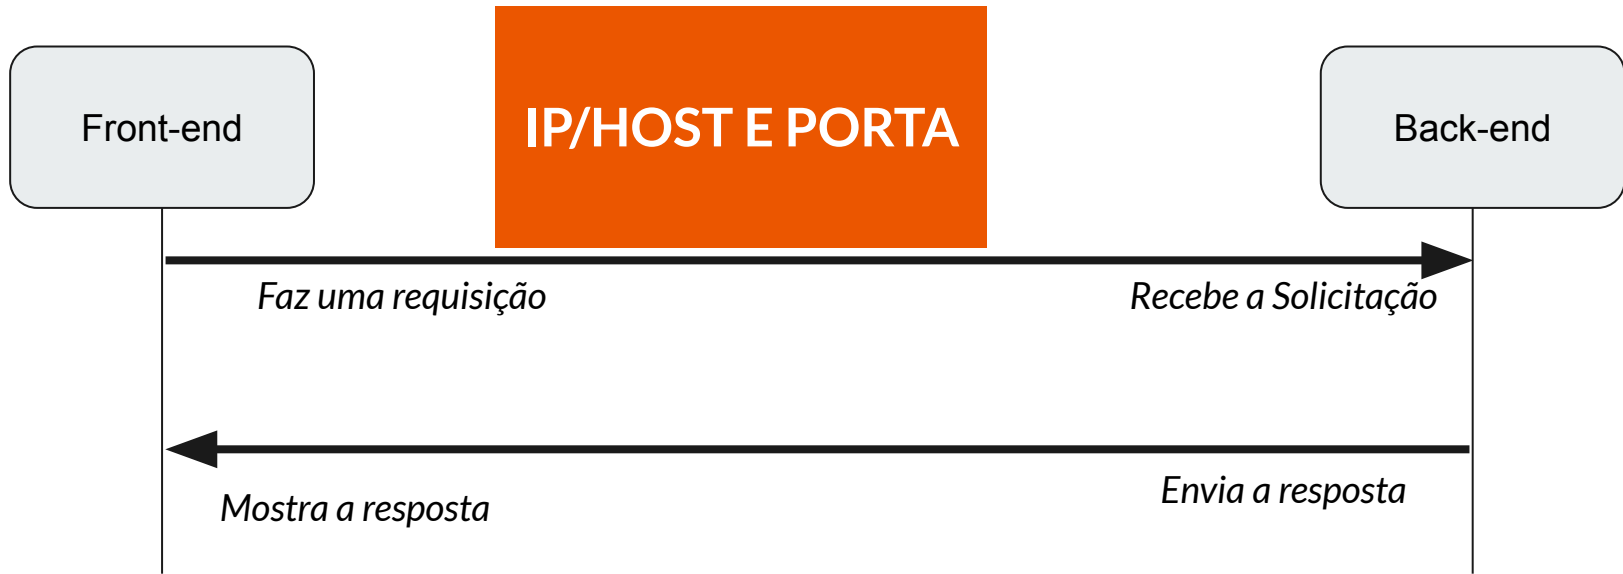 Front-end
IP/HOST E PORTA
Back-end
Faz uma requisição
Recebe a Solicitação
Envia a resposta
Mostra a resposta